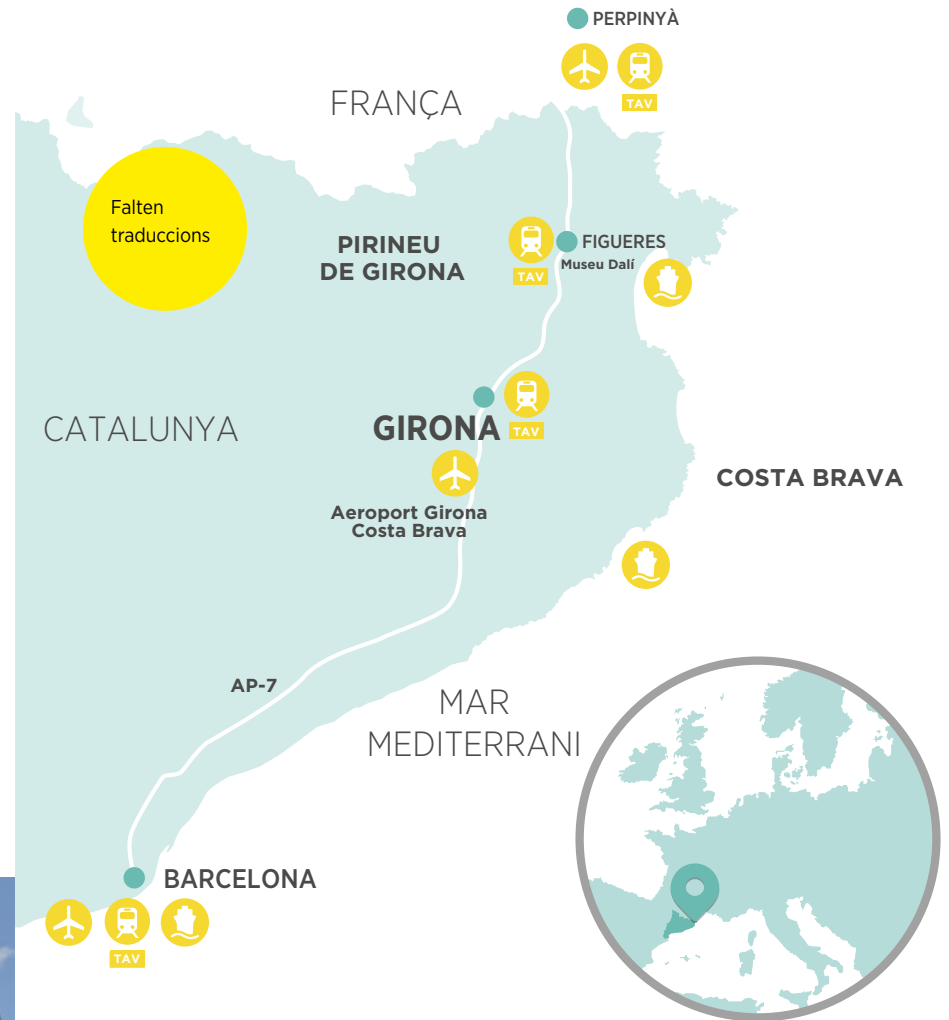 PERPINYÀ
TAV
FRANÇA
Falten
traduccions
PIRINEU
DE GIRONA
FIGUERES
Museu Dalí
TAV
CATALUNYA
GIRONA
TAV
COSTA BRAVA
Aeroport Girona
Costa Brava
AP-7
MAR
MEDITERRANI
BARCELONA
TAV